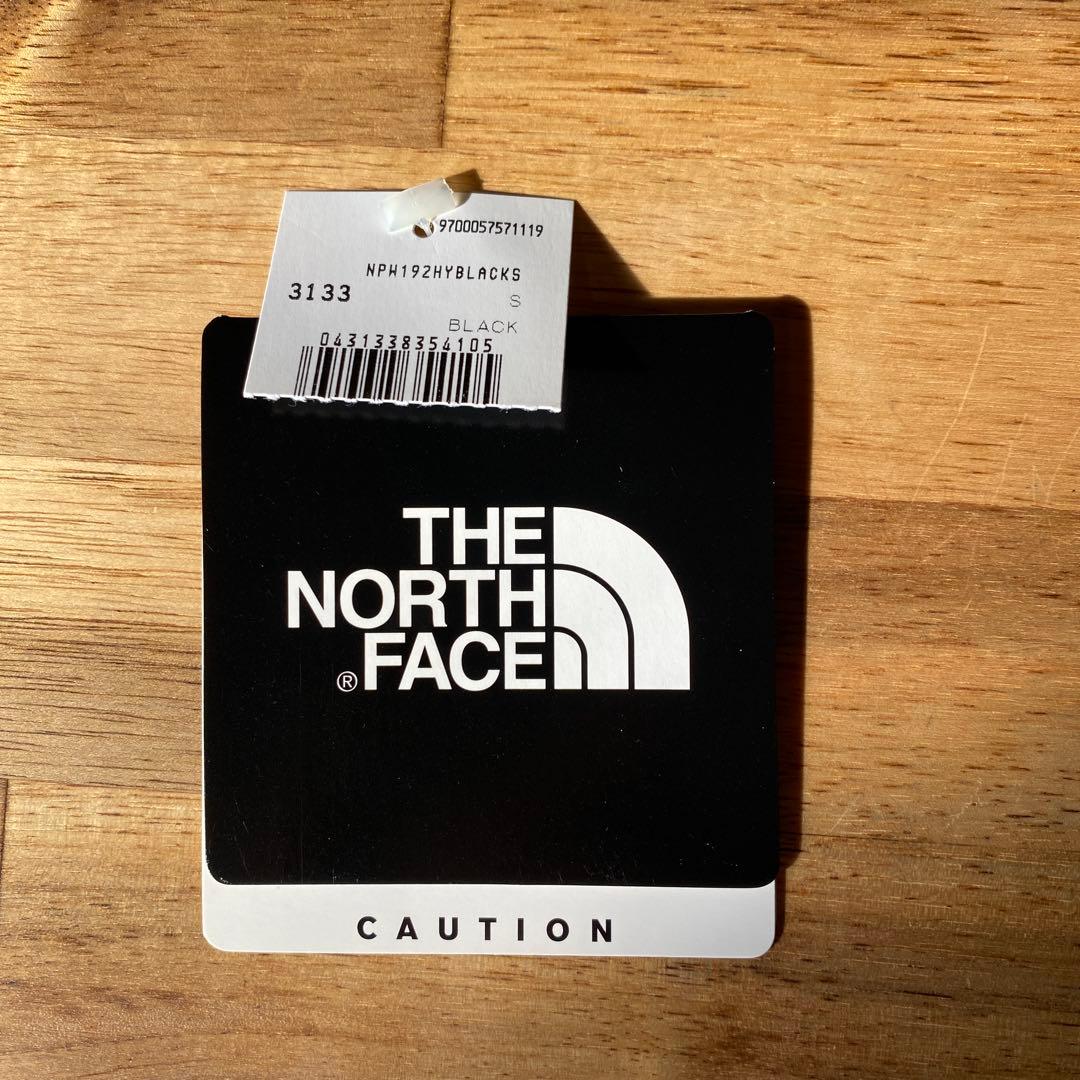 9700057571119
NPW192HYBLACKS
3133
S
BLACK
0431338354105
THE
NORTH
® FACE
CAUTION